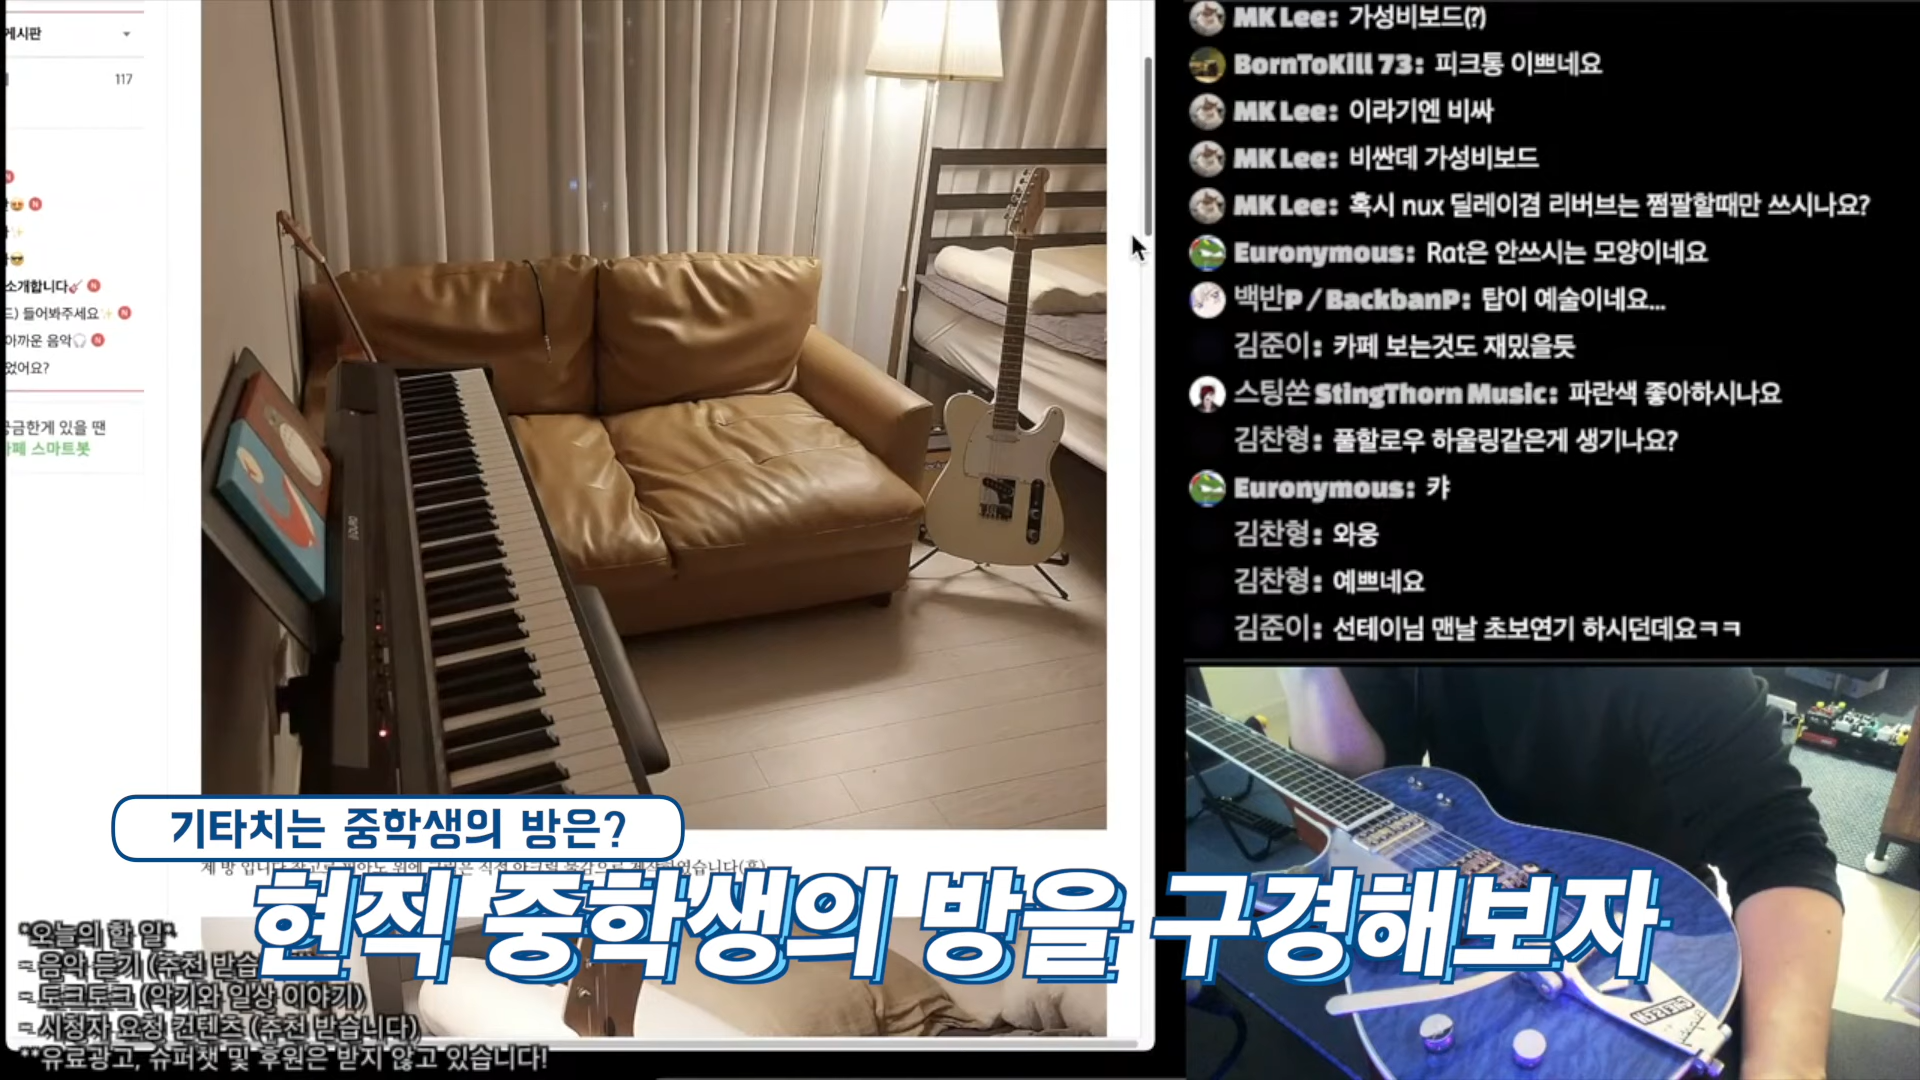 게시판
117
소개합니다🎸 N
드) 들어봐주세요✨ N
아까운 음악🎧 N
었어요?
궁금한게 있을 땐
카페 스마트봇
MK Lee: 가성비보드(?)
BornToKill 73: 피크통 이쁘네요
MK Lee: 이라기엔 비싸
MK Lee: 비싼데 가성비보드
MK Lee: 혹시 nux 딜레이겸 리버브는 쩜팔할때만 쓰시나요?
Euronymous: Rat은 안쓰시는 모양이네요
백반P / BackbanP: 탑이 예술이네요...
김준이: 카페 보는것도 재밌을듯
스팅쏜 StingThorn Music: 파란색 좋아하시나요
김찬형: 풀할로우 하울링같은게 생기나요?
Euronymous: 캬
김찬형: 와웅
김찬형: 예쁘네요
김준이: 선테이님 맨날 초보연기 하시던데요ㅋㅋ
기타치는 중학생의 방은?
현직 중학생의 방을 구경해보자
*오늘의 할 일*
- 음악 듣기 (추천 받습
- 토크토크 (악기와 일상 이야기)
- 시청자 요청 컨텐츠 (추천 받습니다)
**유료광고, 슈퍼챗 및 후원은 받지 않고 있습니다!